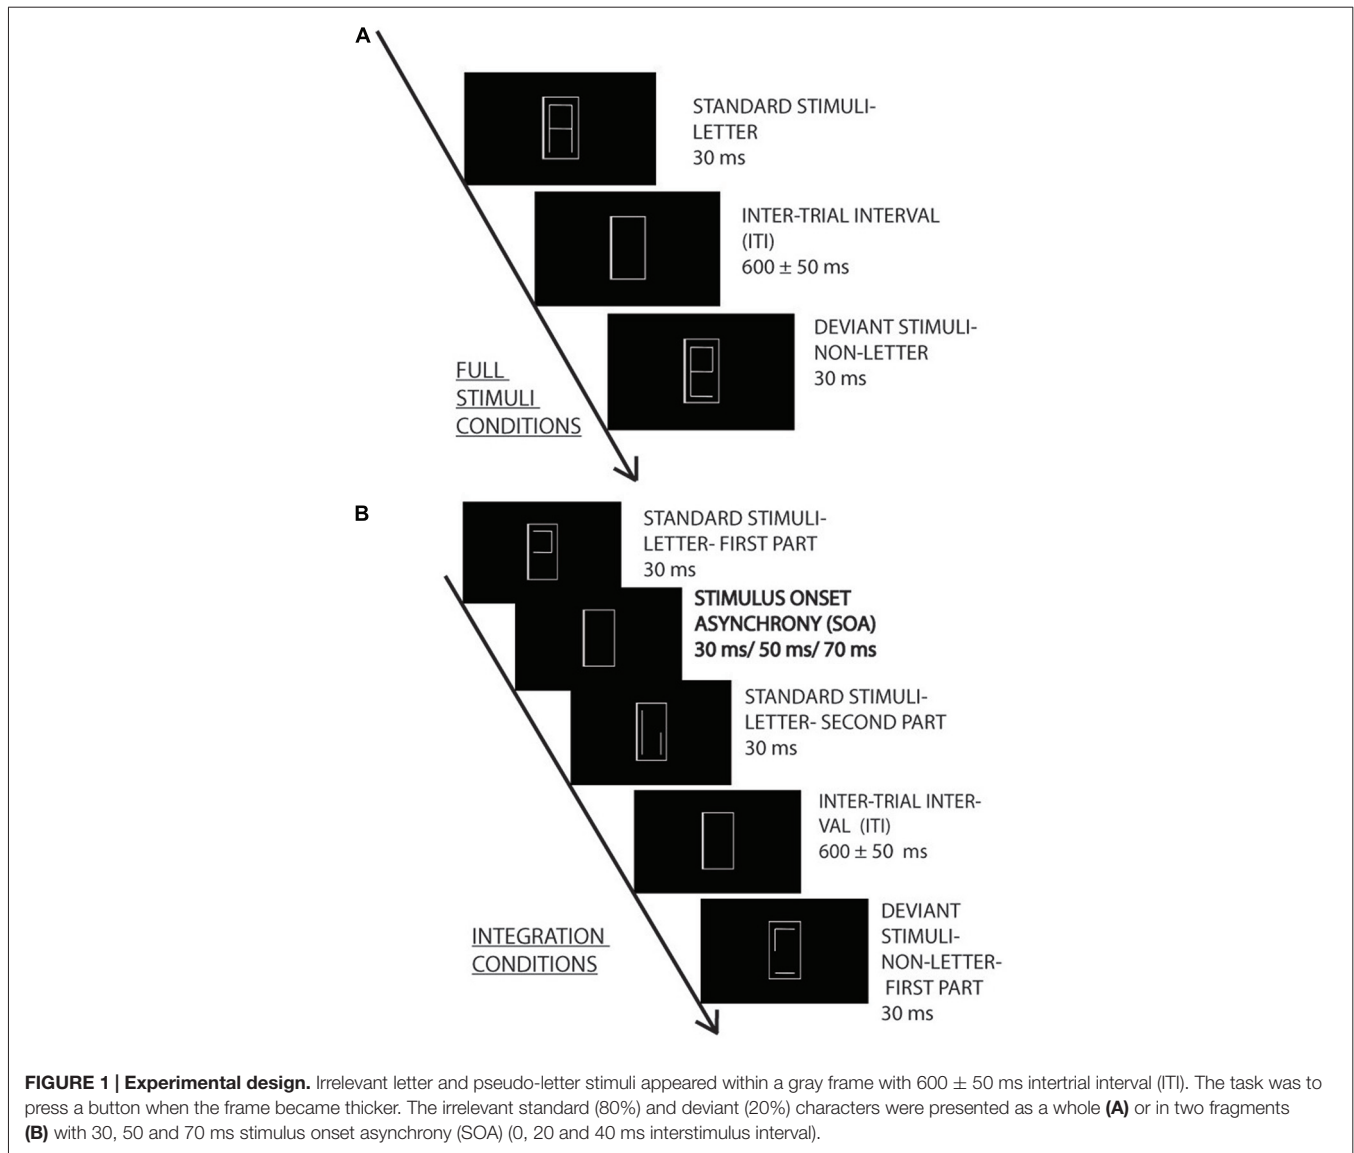 A
STANDARD STIMULI-
LETTER
30 ms
INTER-TRIAL INTERVAL
(ITI)
600 ± 50 ms
DEVIANT STIMULI-
NON-LETTER
30 ms
FULL
STIMULI
CONDITIONS
B
STANDARD STIMULI-
LETTER- FIRST PART
30 ms
STIMULUS ONSET
ASYNCHRONY (SOA)
30 ms/ 50 ms/ 70 ms
STANDARD STIMULI-
LETTER- SECOND PART
30 ms
INTER-TRIAL INTER-
VAL (ITI)
600 ± 50 ms
DEVIANT
STIMULI-
NON-LETTER-
FIRST PART
30 ms
INTEGRATION
CONDITIONS
FIGURE 1 | Experimental design. Irrelevant letter and pseudo-letter stimuli appeared within a gray frame with 600 ± 50 ms intertrial interval (ITI). The task was to
press a button when the frame became thicker. The irrelevant standard (80%) and deviant (20%) characters were presented as a whole (A) or in two fragments
(B) with 30, 50 and 70 ms stimulus onset asynchrony (SOA) (0, 20 and 40 ms interstimulus interval).